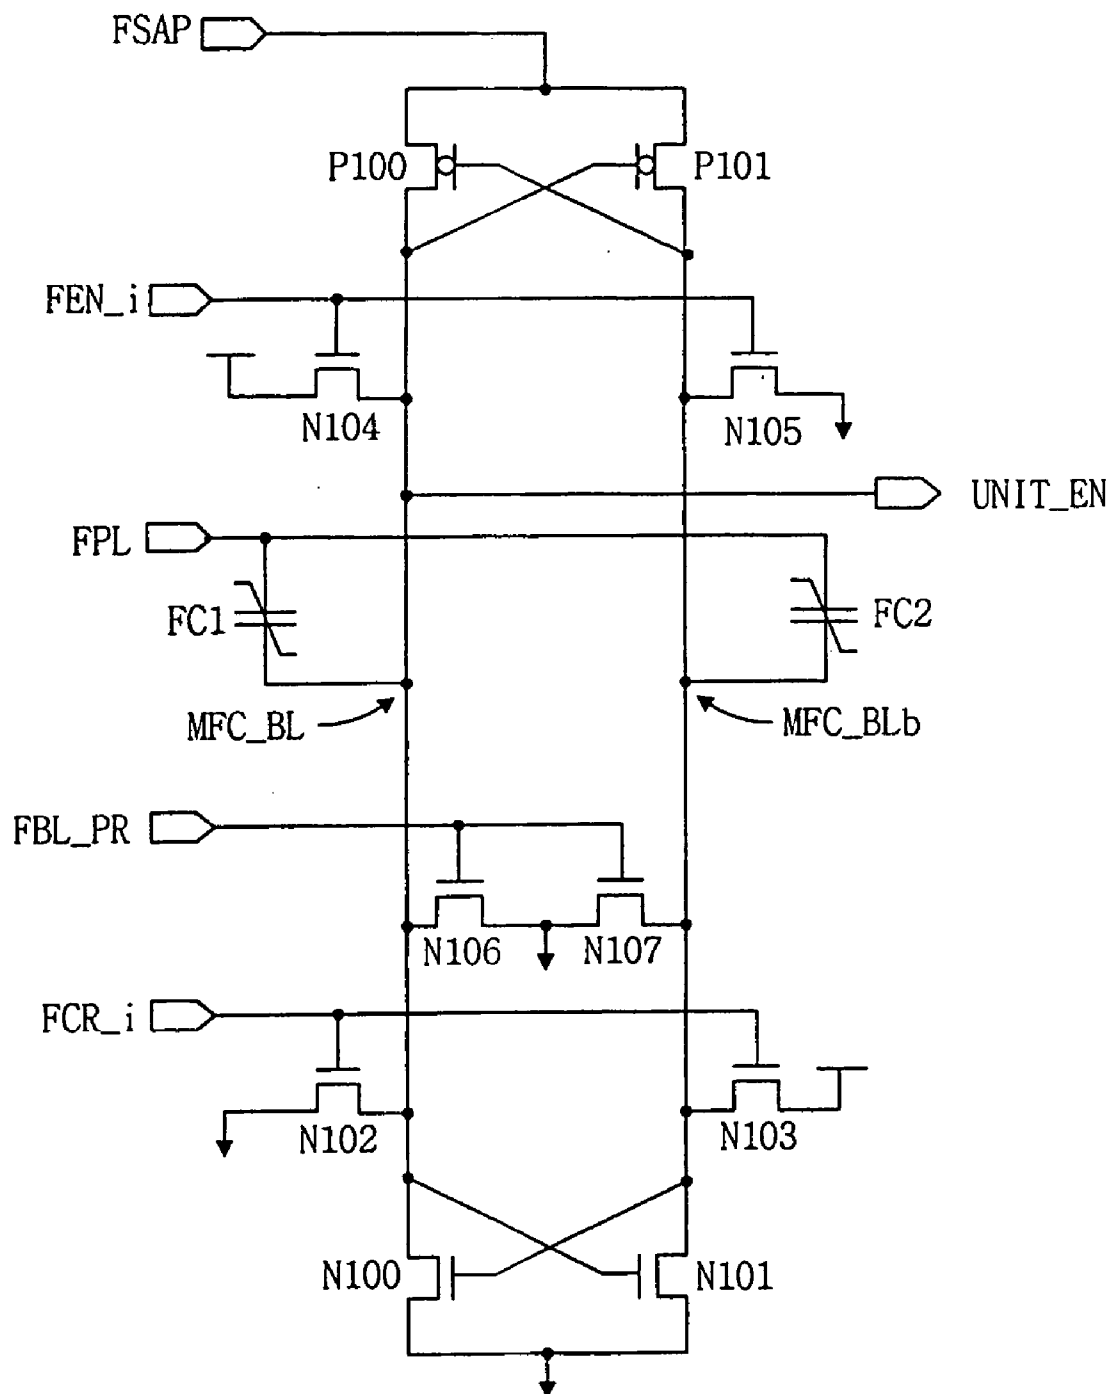 FSAP
P100
P101
FEN_i
N104
N105
UNIT_EN
FPL
FC1
FC2
MFC_BL
MFC_BLb
FBL_PR
N106
N107
FCR_i
N102
N103
N100
N101